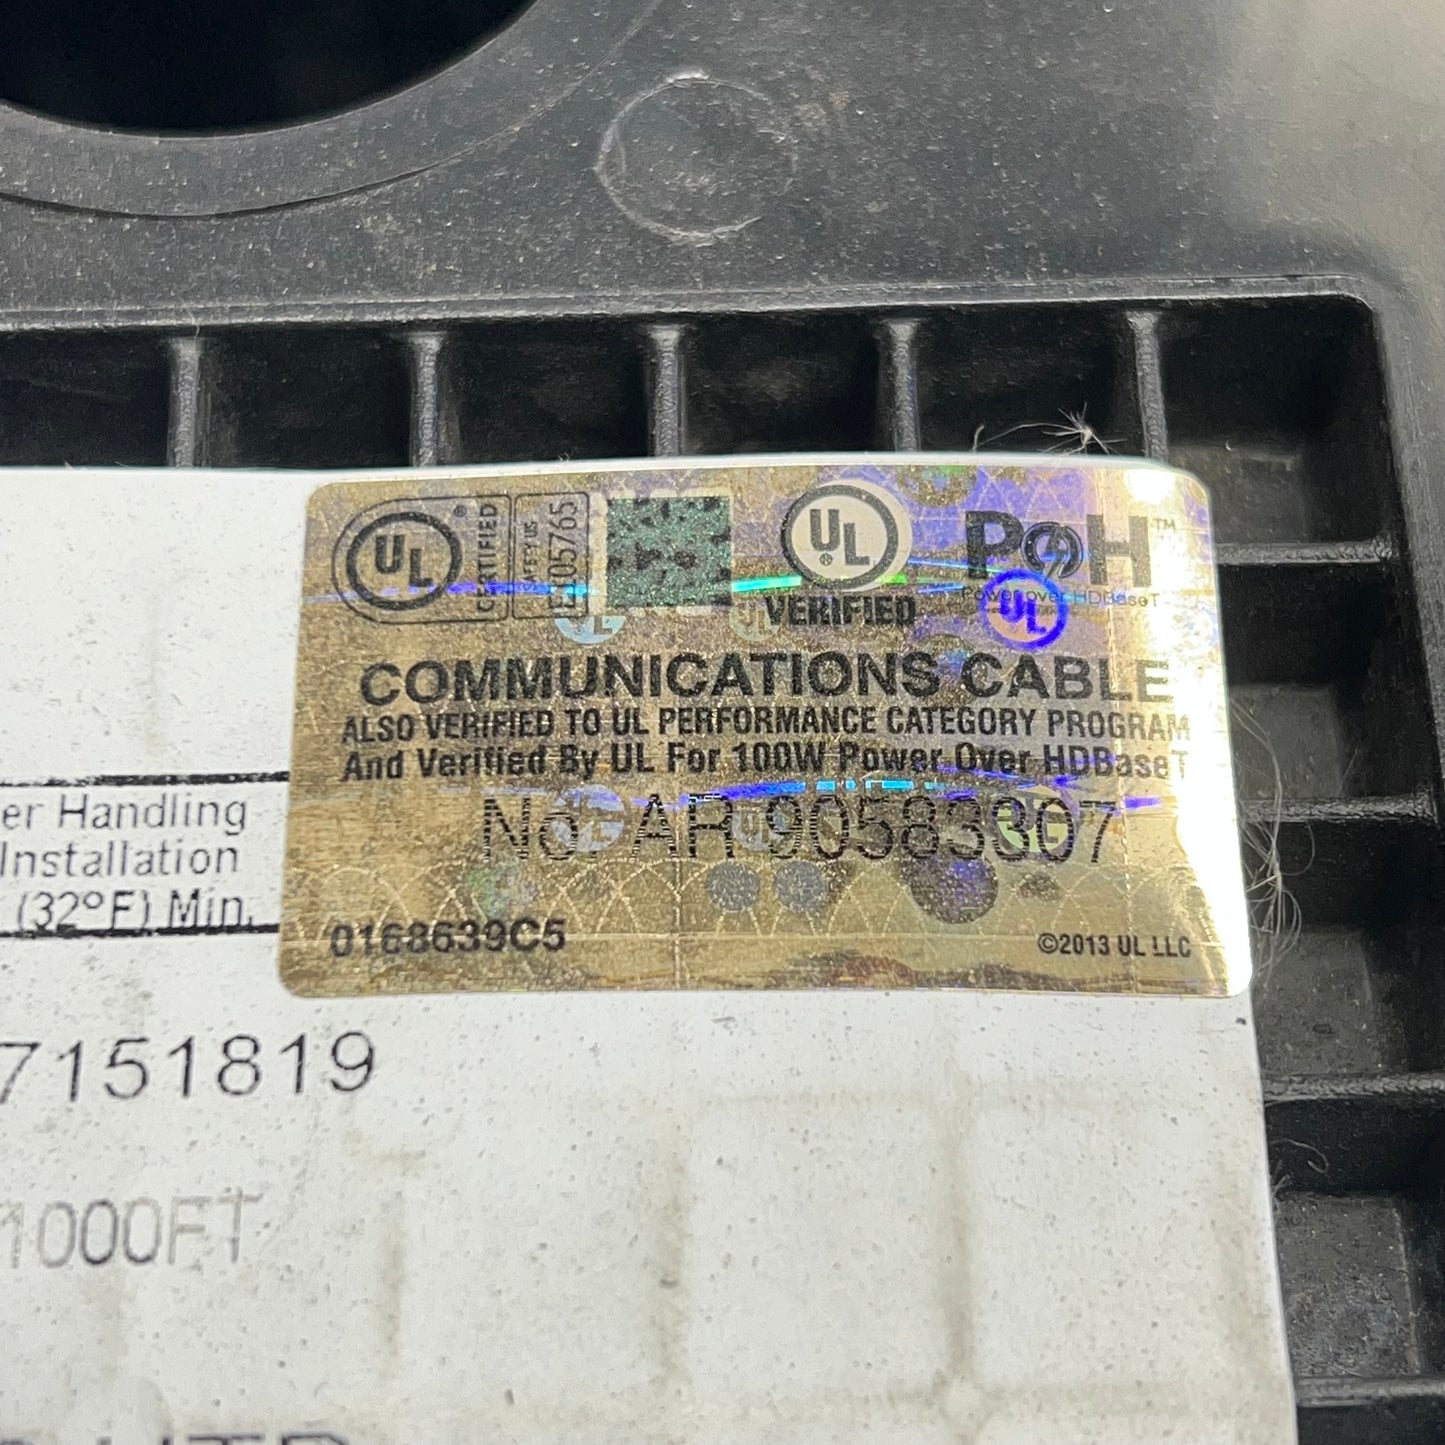 UL ® CERTIFIED
SAFETY US
UL ® VERIFIED
PoH™
Power over HDBaseT
COMMUNICATIONS CABLE
ALSO VERIFIED TO UL PERFORMANCE CATEGORY PROGRAM
And Verified By UL For 100W Power Over HDBaseT
No. AR 90583307
0168639C5
©2013 UL LLC
er Handling
Installation
(32°F) Min.
7151819
1000FT